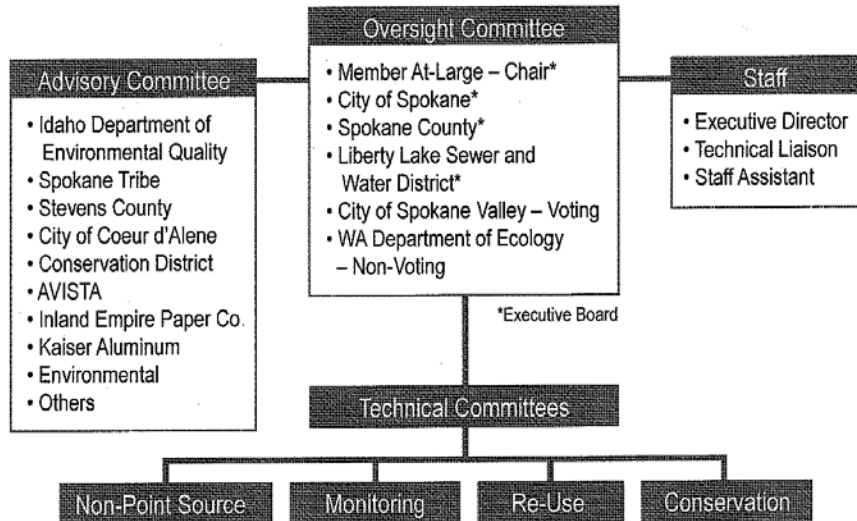 Oversight Committee
• Member At-Large – Chair*
• City of Spokane*
• Spokane County*
• Liberty Lake Sewer and
Water District*
• City of Spokane Valley – Voting
• WA Department of Ecology
– Non-Voting
*Executive Board
Advisory Committee
• Idaho Department of
Environmental Quality
• Spokane Tribe
• Stevens County
• City of Coeur d'Alene
• Conservation District
• AVISTA
• Inland Empire Paper Co.
• Kaiser Aluminum
• Environmental
• Others
Staff
• Executive Director
• Technical Liaison
• Staff Assistant
Technical Committees
Non-Point Source
Monitoring
Re-Use
Conservation